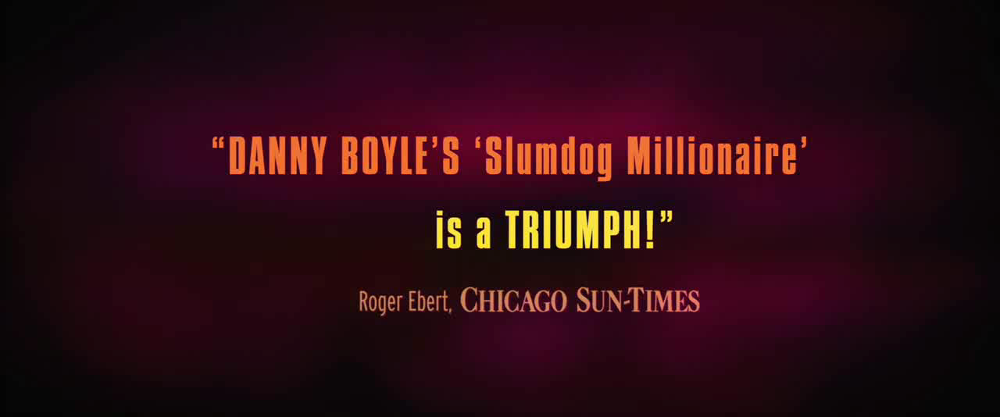 “DANNY BOYLE’S ‘Slumdog Millionaire’
is a TRIUMPH!”
Roger Ebert, CHICAGO SUN-TIMES